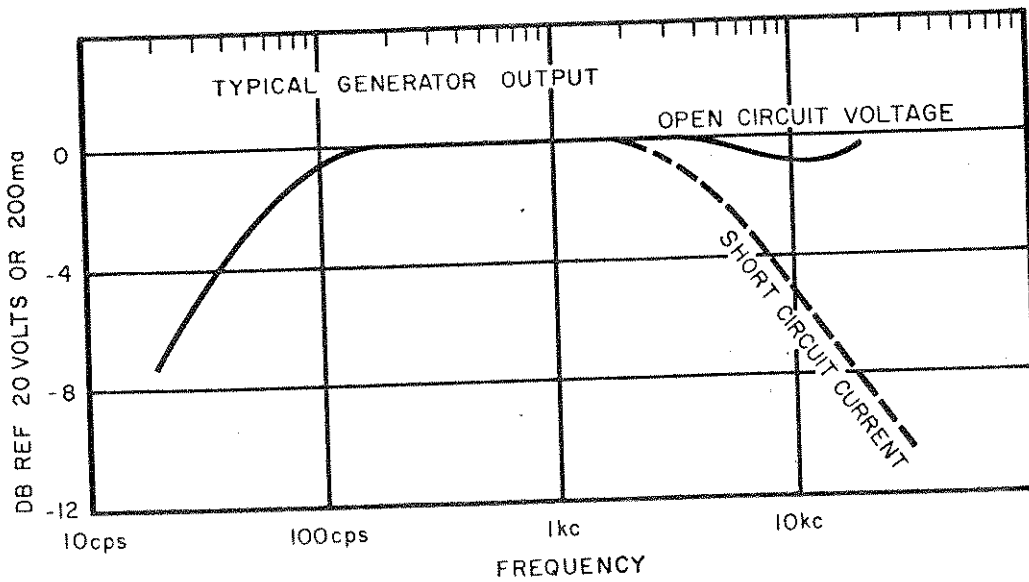 TYPICAL GENERATOR OUTPUT
OPEN CIRCUIT VOLTAGE
SHORT CIRCUIT CURRENT
DB REF 20 VOLTS OR 200ma
0
-4
-8
-12
10cps 100cps 1kc 10kc
FREQUENCY